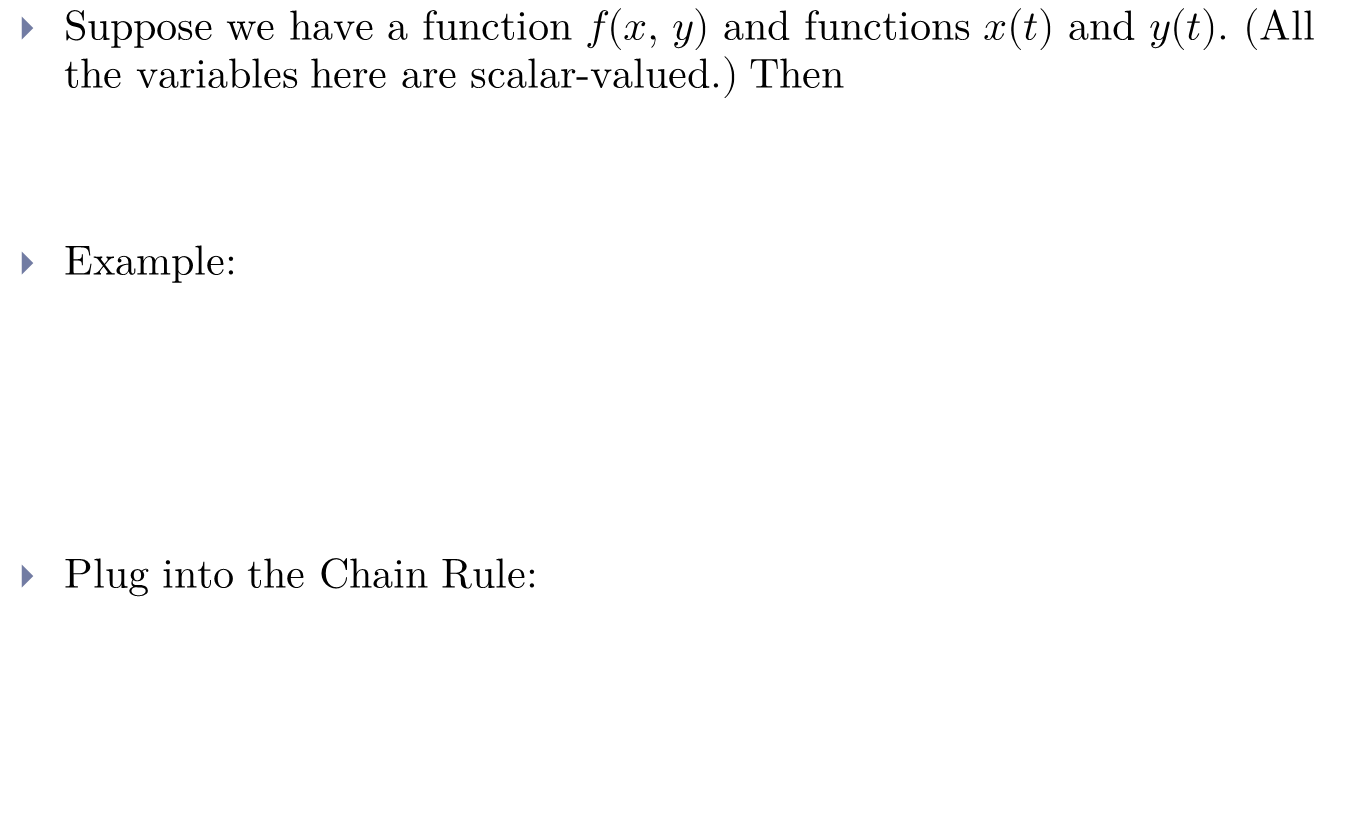 Suppose we have a function f(x, y) and functions x(t) and y(t). (All
the variables here are scalar-valued.) Then
Example:
Plug into the Chain Rule: